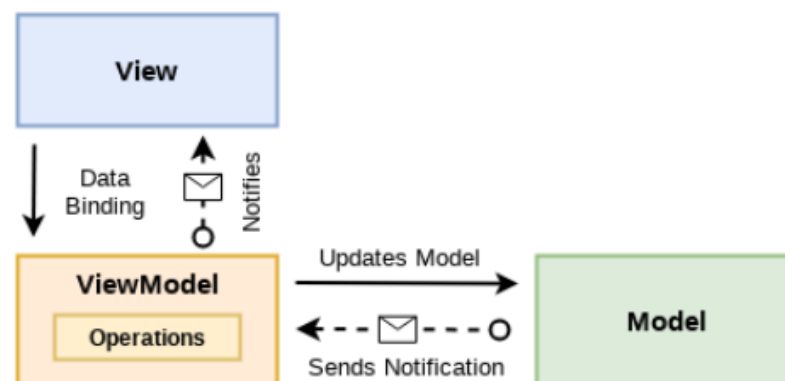 View
Data
Binding
Notifies
ViewModel
Operations
Updates Model
Sends Notification
Model